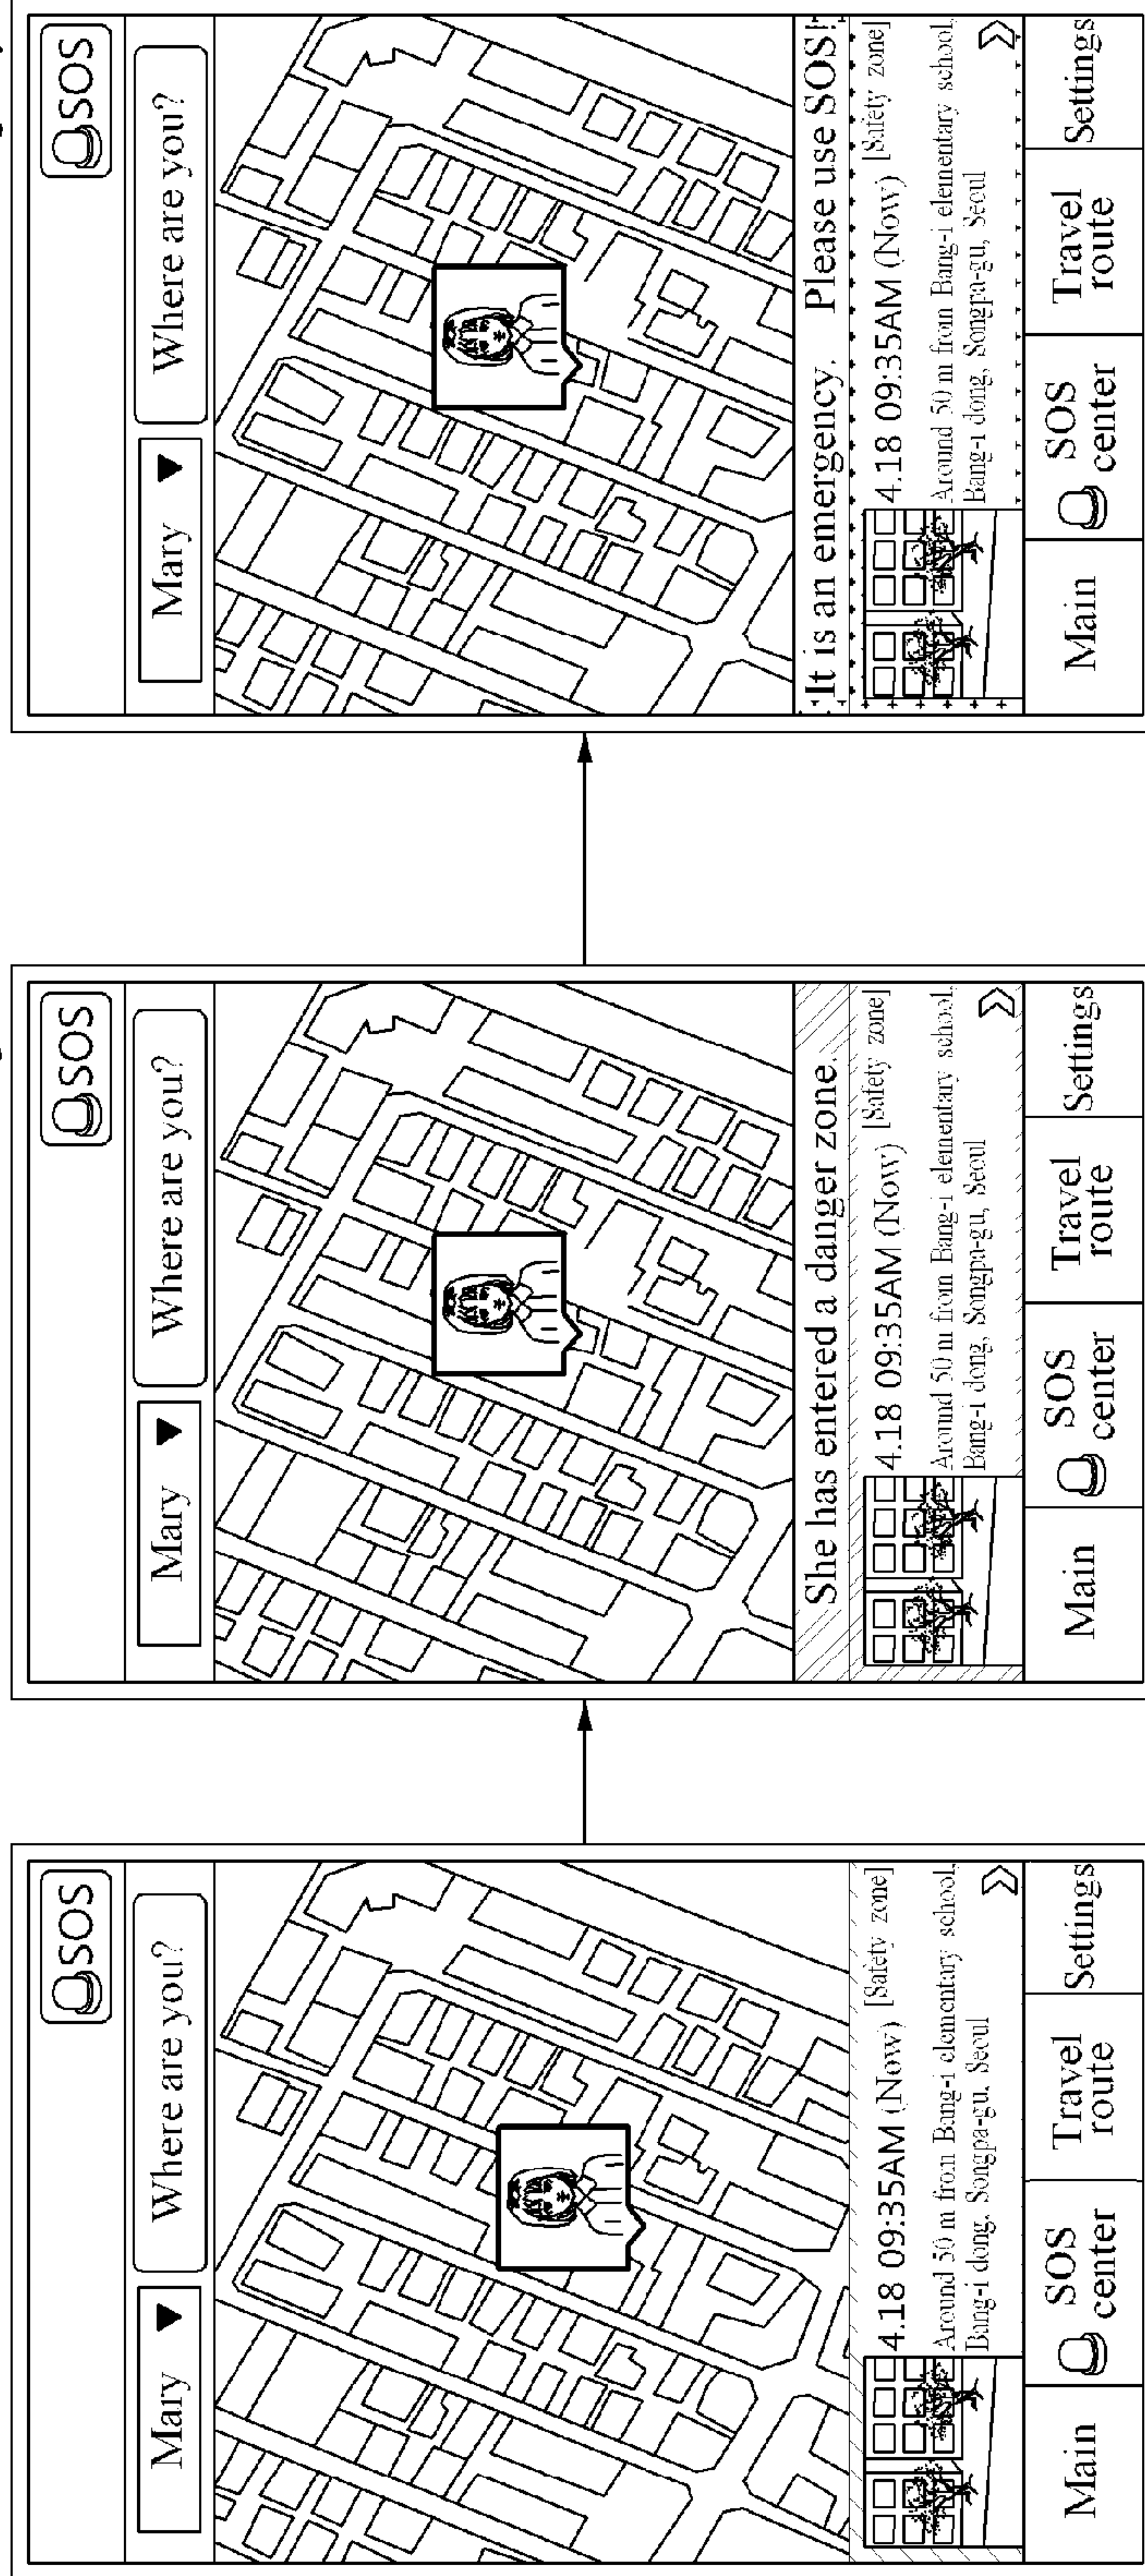 SOS
Mary ▼
Where are you?
4.18 09:35AM (Now) [Safety zone]
Around 50 m from Bang-i elementary school,
Bang-i dong, Songpa-gu, Seoul
Main
SOS
center
Travel
route
Settings
SOS
Mary ▼
Where are you?
She has entered a danger zone
4.18 09:35AM (Now) [Safety zone]
Around 50 m from Bang-i elementary school,
Bang-i dong, Songpa-gu, Seoul
Main
SOS
center
Travel
route
Settings
SOS
Mary ▼
Where are you?
It is an emergency. Please use SOS!
4.18 09:35AM (Now) [Safety zone]
Around 50 m from Bang-i elementary school,
Bang-i dong, Songpa-gu, Seoul
Main
SOS
center
Travel
route
Settings